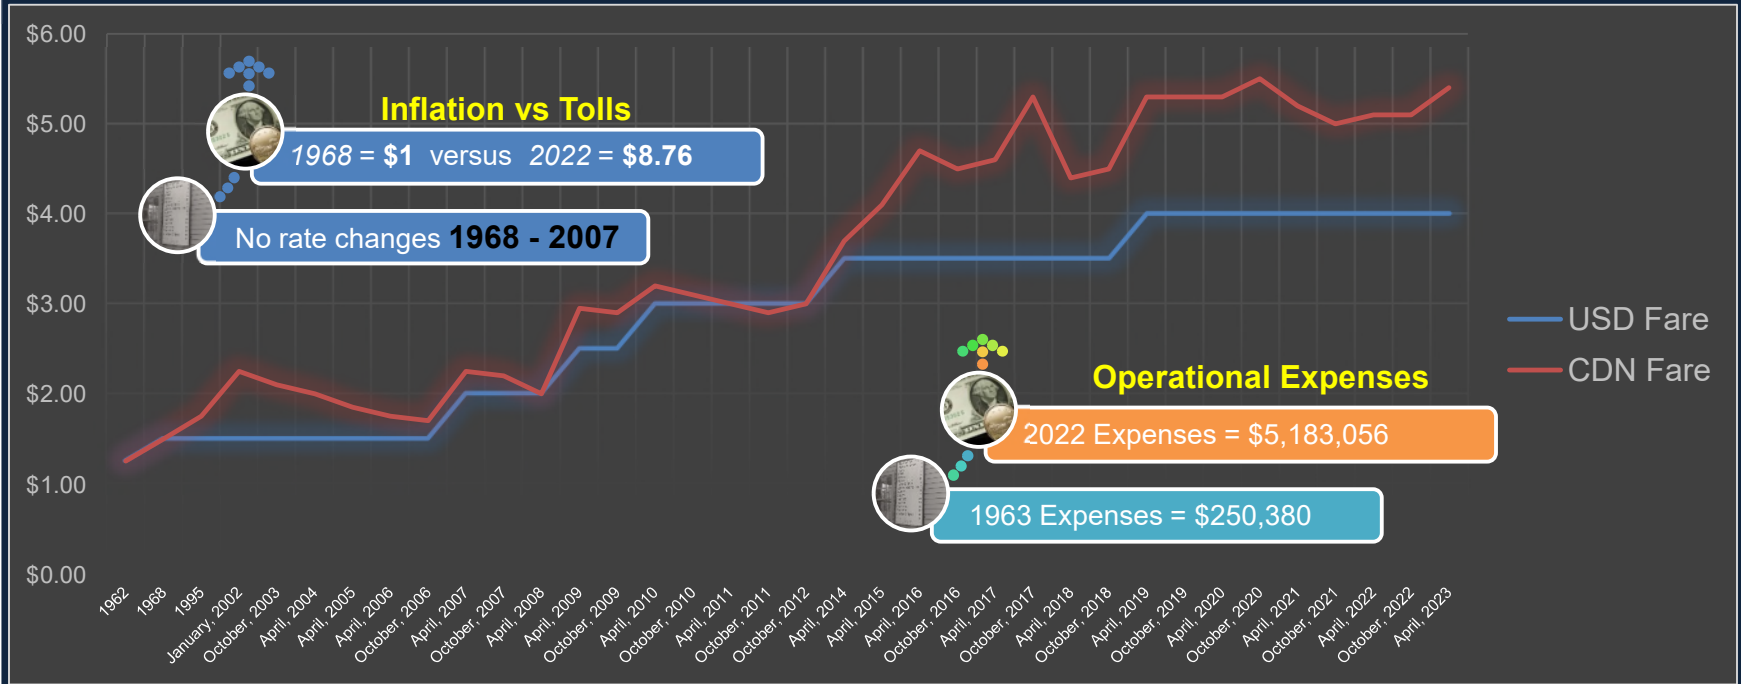 $6.00
$5.00
$4.00
$3.00
$2.00
$1.00
$0.00
Inflation vs Tolls
1968 = $1 versus 2022 = $8.76
No rate changes 1968 - 2007
USD Fare
CDN Fare
Operational Expenses
2022 Expenses = $5,183,056
1963 Expenses = $250,380
1962
1968
1995
January, 2002
October, 2003
April, 2004
April, 2005
April, 2006
October, 2006
April, 2007
October, 2007
April, 2008
April, 2009
October, 2009
April, 2010
October, 2010
April, 2011
October, 2011
October, 2012
April, 2014
April, 2015
April, 2016
October, 2016
April, 2017
October, 2017
April, 2018
October, 2018
April, 2019
October, 2019
April, 2020
October, 2020
April, 2021
October, 2021
April, 2022
October, 2022
April, 2023